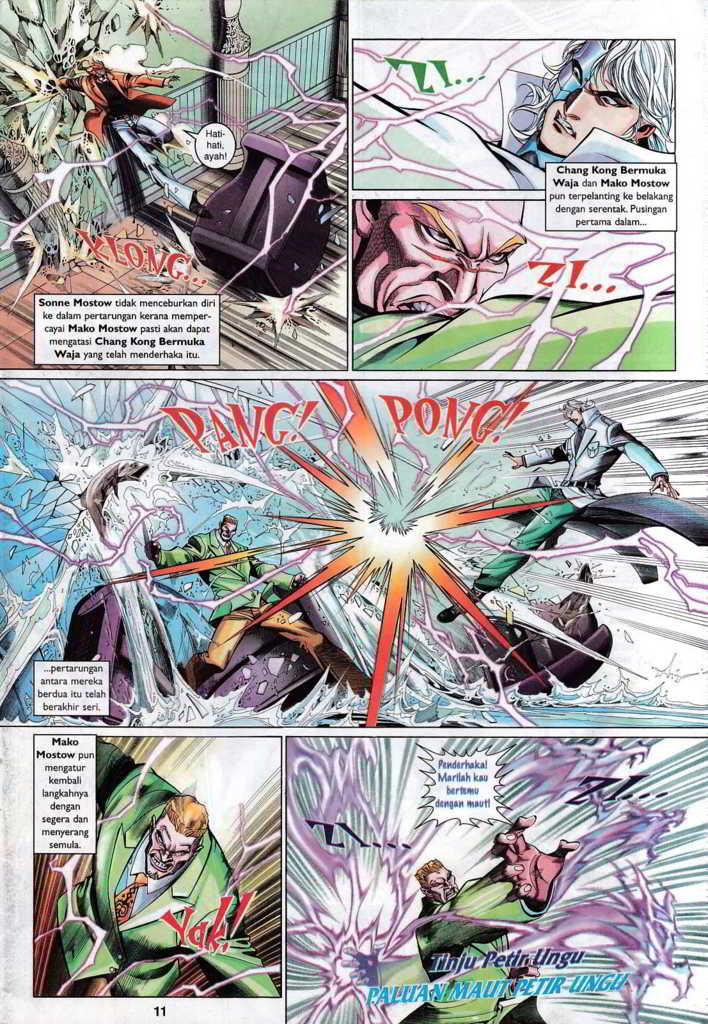 Hati-
hati,
ayah!
KLONG...
Sonne Mostow tidak menceburkan diri
ke dalam pertarungan kerana memper-
cayai Mako Mostow pasti akan dapat
mengatasi Chang Kong Bermuka
Waja yang telah menderhaka itu.
ZI...
Chang Kong Bermuka
Waja dan Mako Mostow
pun terpelanting ke belakang
dengan serentak. Pusingan
pertama dalam...
ZI...
PANG!
PONG!
...pertarungan
antara mereka
berdua itu telah
berakhir seri.
Mako
Mostow pun
mengatur
kembali
langkahnya
dengan
segera dan
menyerang
semula.
Yak!
Penderhaka!
Marilah kau
bertemu
dengan maut!
ZI...
ZI...
Tinju Petir Ungu
PALUAN MAUT PETIR UNGU
11